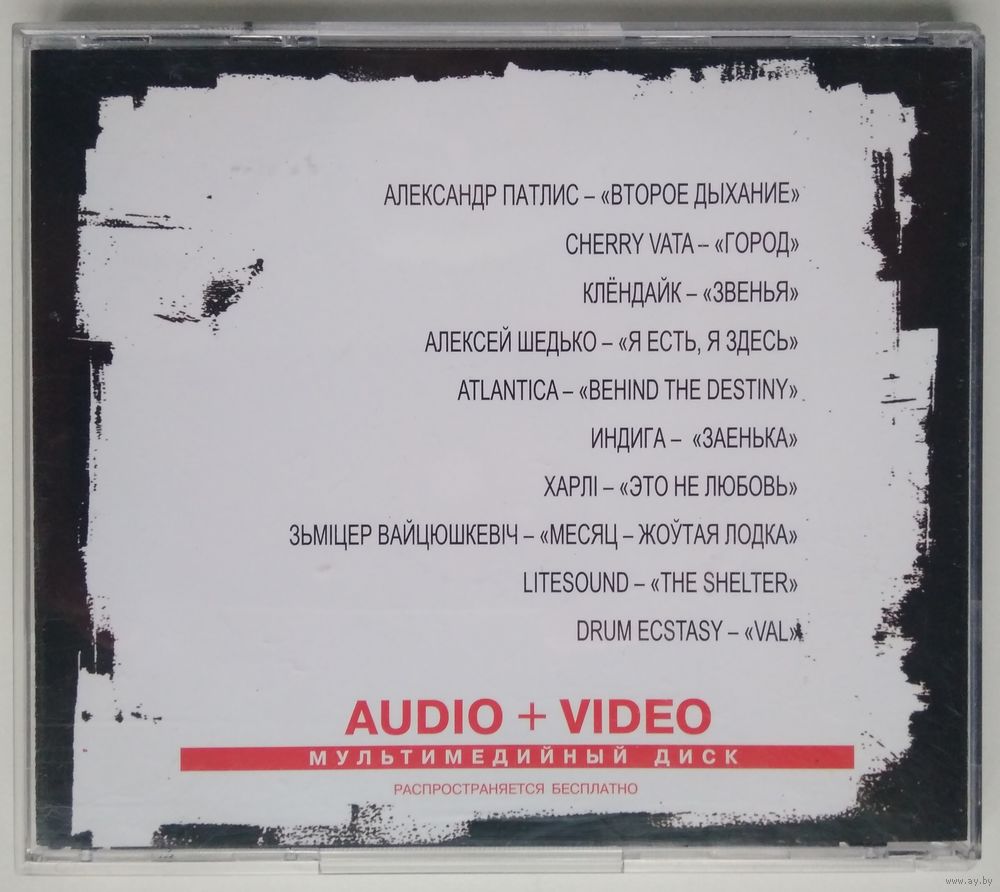 АЛЕКСАНДР ПАТЛИС – «ВТОРОЕ ДЫХАНИЕ»
CHERRY VATA – «ГОРОД»
КЛЁНДАЙК – «ЗВЕНЬЯ»
АЛЕКСЕЙ ШЕДЬКО – «Я ЕСТЬ, Я ЗДЕСЬ»
ATLANTICA – «BEHIND THE DESTINY»
ИНДИГА – «ЗАЕНЬКА»
ХАРЛІ – «ЭТО НЕ ЛЮБОВЬ»
ЗЬМІЦЕР ВАЙЦЮШКЕВІЧ – «МЕСЯЦ – ЖОЎТАЯ ЛОДКА»
LITESOUND – «THE SHELTER»
DRUM ECSTASY – «VAL»
AUDIO + VIDEO
МУЛЬТИМЕДИЙНЫЙ ДИСК
РАСПРОСТРАНЯЕТСЯ БЕСПЛАТНО
www.ay.by